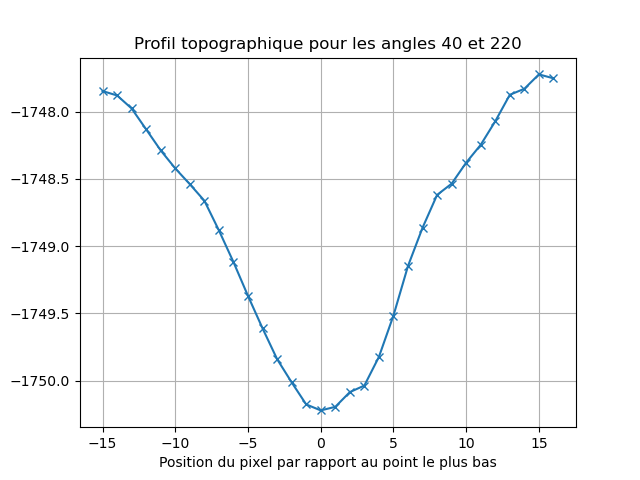 Profil topographique pour les angles 40 et 220
−1748.0
−1748.5
−1749.0
−1749.5
−1750.0
−15 −10 −5 0 5 10 15
Position du pixel par rapport au point le plus bas